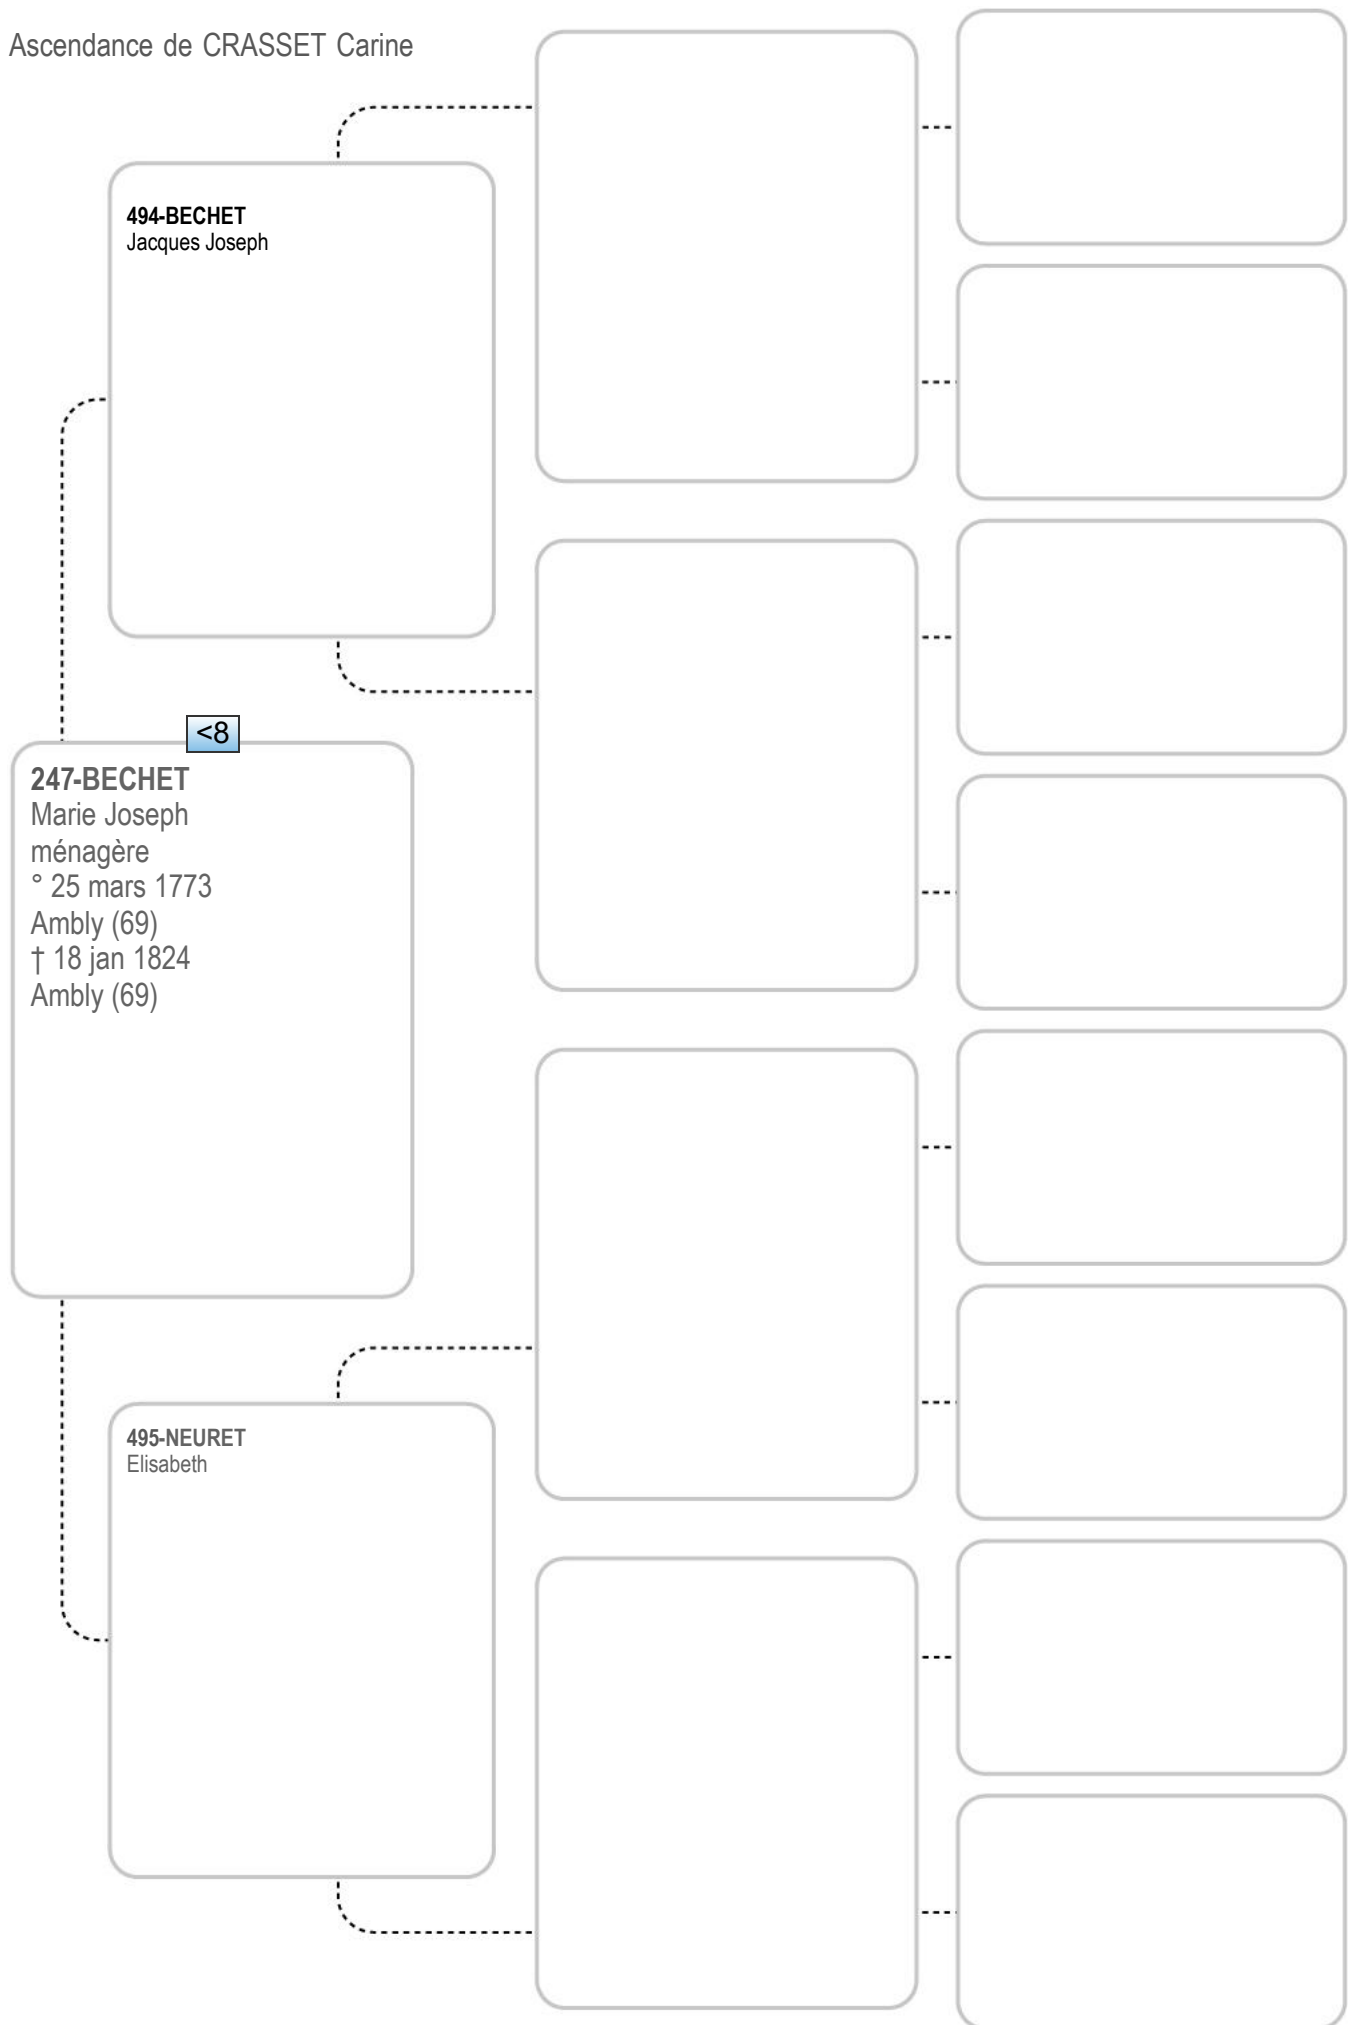 Ascendance de CRASSET Carine
494-BECHET
Jacques Joseph
<8
247-BECHET
Marie Joseph
ménagère
° 25 mars 1773
Ambly (69)
† 18 jan 1824
Ambly (69)
495-NEURET
Elisabeth